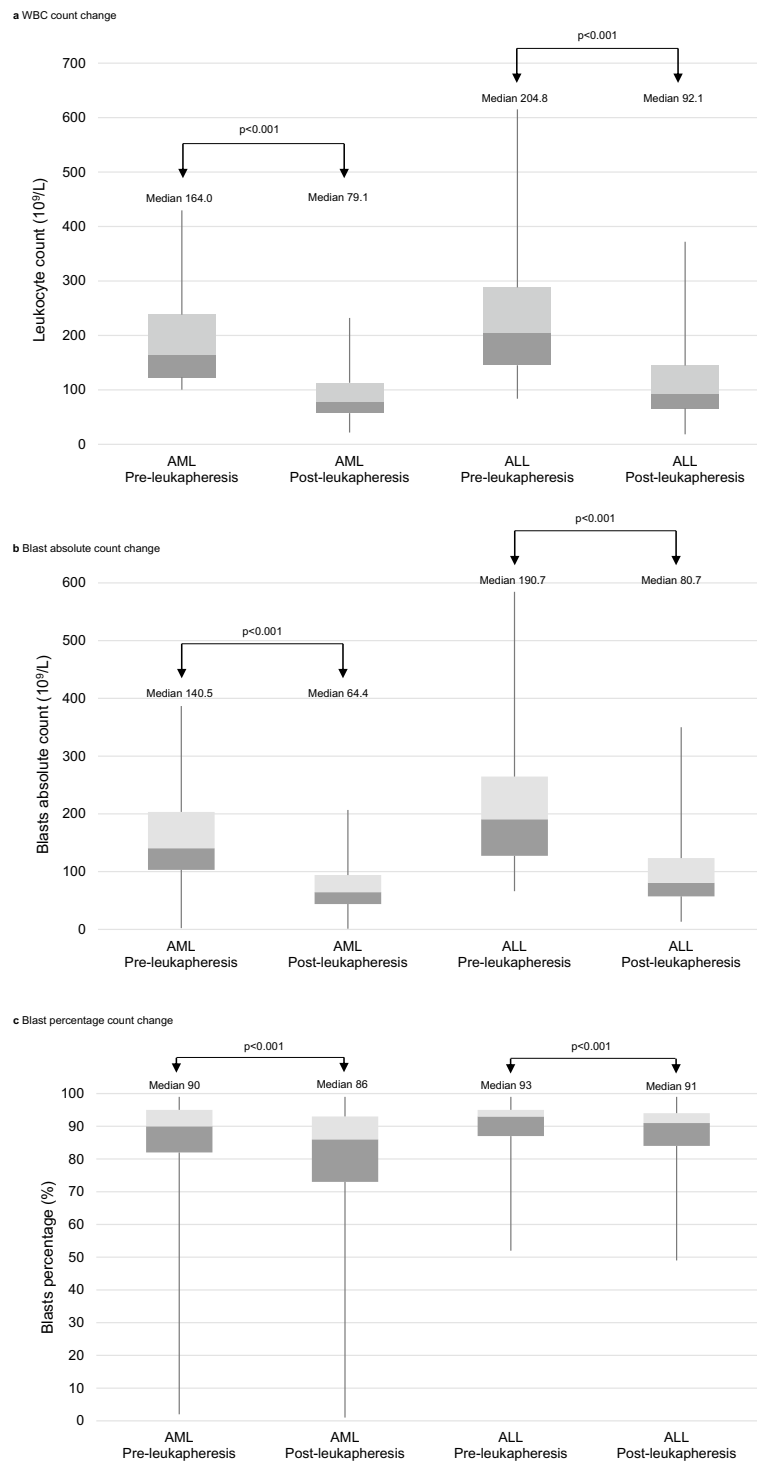 a WBC count change
p<0.001
p<0.001
Median 164.0
Median 79.1
Median 204.8
Median 92.1
Leukocyte count (10⁹/L)
700
600
500
400
300
200
100
0
AML
Pre-leukapheresis
AML
Post-leukapheresis
ALL
Pre-leukapheresis
ALL
Post-leukapheresis
b Blast absolute count change
p<0.001
p<0.001
Median 140.5
Median 64.4
Median 190.7
Median 80.7
Blasts absolute count (10⁹/L)
600
500
400
300
200
100
0
AML
Pre-leukapheresis
AML
Post-leukapheresis
ALL
Pre-leukapheresis
ALL
Post-leukapheresis
c Blast percentage count change
p<0.001
p<0.001
Median 90
Median 86
Median 93
Median 91
Blasts percentage (%)
100
90
80
70
60
50
40
30
20
10
0
AML
Pre-leukapheresis
AML
Post-leukapheresis
ALL
Pre-leukapheresis
ALL
Post-leukapheresis